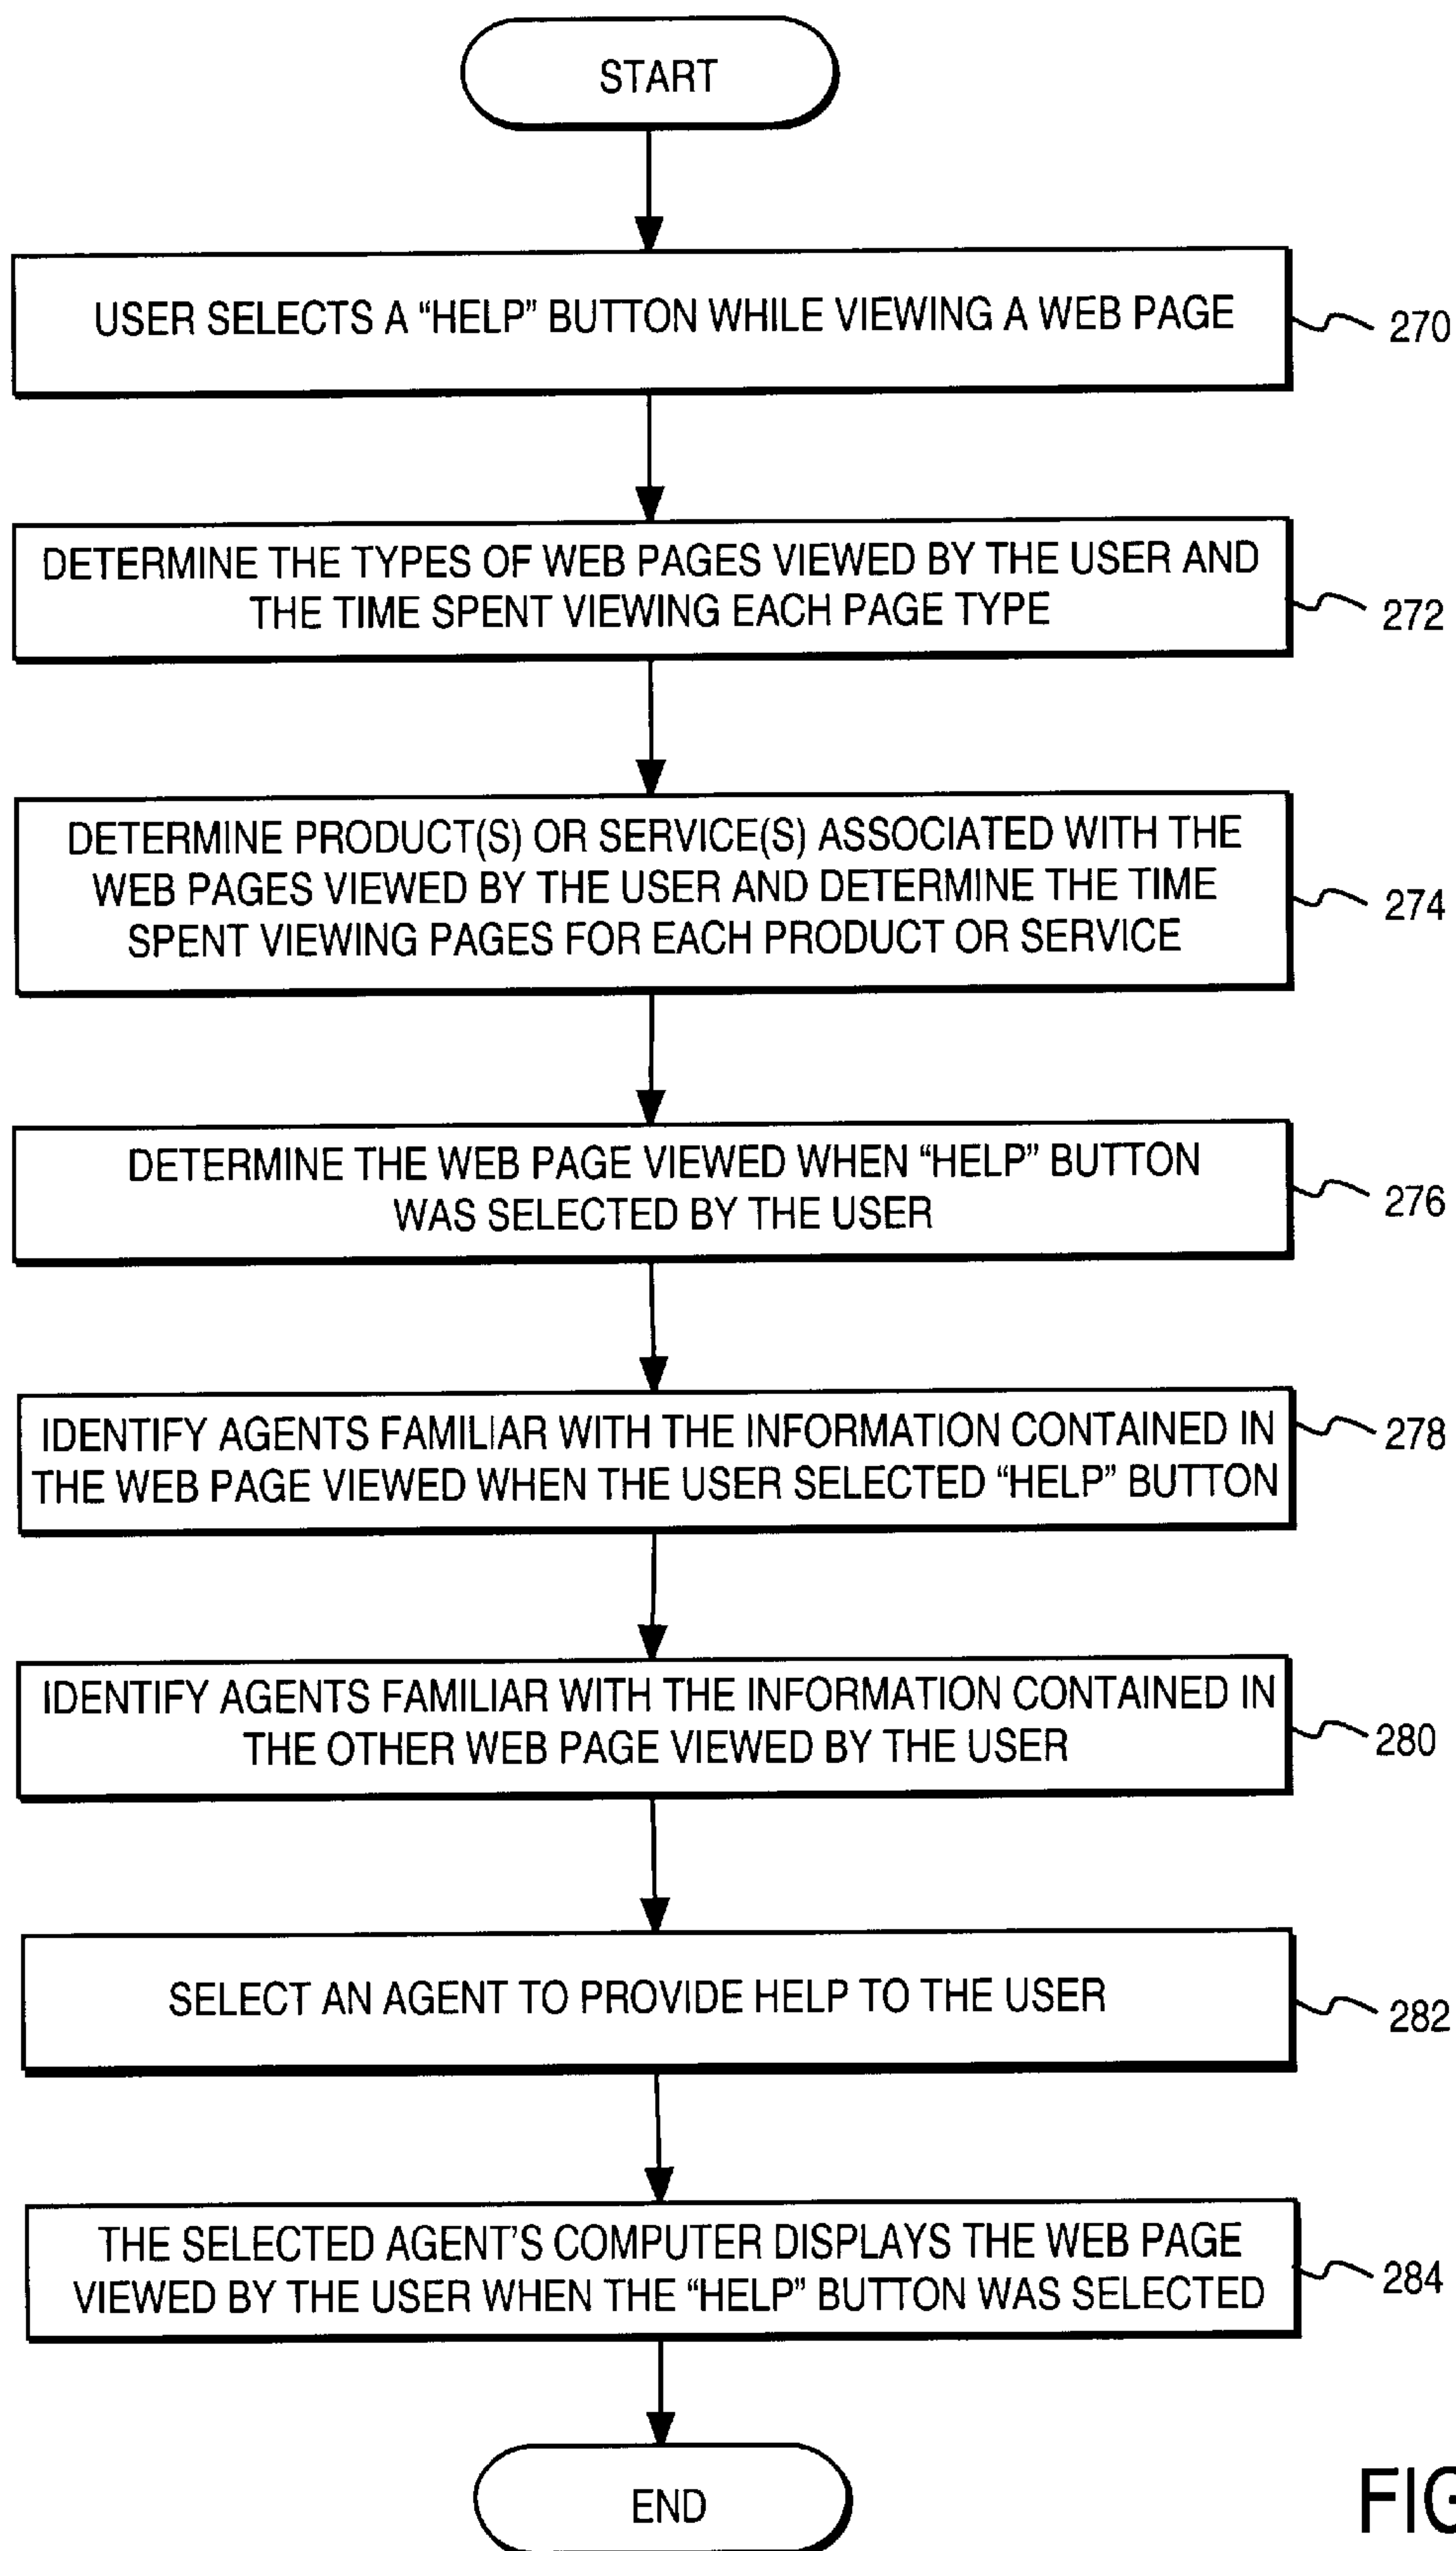 START
USER SELECTS A “HELP” BUTTON WHILE VIEWING A WEB PAGE
270
DETERMINE THE TYPES OF WEB PAGES VIEWED BY THE USER AND
THE TIME SPENT VIEWING EACH PAGE TYPE
272
DETERMINE PRODUCT(S) OR SERVICE(S) ASSOCIATED WITH THE
WEB PAGES VIEWED BY THE USER AND DETERMINE THE TIME
SPENT VIEWING PAGES FOR EACH PRODUCT OR SERVICE
274
DETERMINE THE WEB PAGE VIEWED WHEN “HELP” BUTTON
WAS SELECTED BY THE USER
276
IDENTIFY AGENTS FAMILIAR WITH THE INFORMATION CONTAINED IN
THE WEB PAGE VIEWED WHEN THE USER SELECTED “HELP” BUTTON
278
IDENTIFY AGENTS FAMILIAR WITH THE INFORMATION CONTAINED IN
THE OTHER WEB PAGE VIEWED BY THE USER
280
SELECT AN AGENT TO PROVIDE HELP TO THE USER
282
THE SELECTED AGENT’S COMPUTER DISPLAYS THE WEB PAGE
VIEWED BY THE USER WHEN THE “HELP” BUTTON WAS SELECTED
284
END
FIG